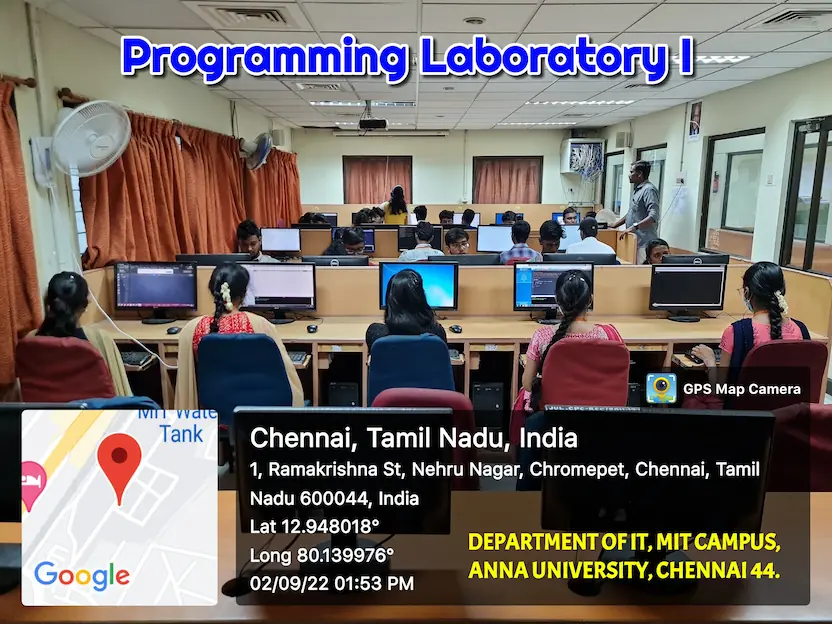 Programming Laboratory I
GPS Map Camera
MIT Wate
Tank
Google
Chennai, Tamil Nadu, India
1, Ramakrishna St, Nehru Nagar, Chromepet, Chennai, Tamil
Nadu 600044, India
Lat 12.948018°
Long 80.139976°
02/09/22 01:53 PM
DEPARTMENT OF IT, MIT CAMPUS,
ANNA UNIVERSITY, CHENNAI 44.